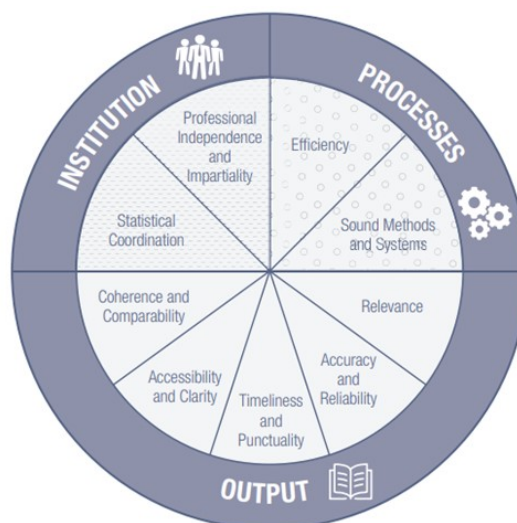 INSTITUTION
PROCESSES
Professional
Independence
and
Impartiality
Efficiency
Statistical
Coordination
Sound Methods
and Systems
Coherence and
Comparability
Relevance
Accessibility
and Clarity
Timeliness
and
Punctuality
Accuracy
and
Reliability
OUTPUT